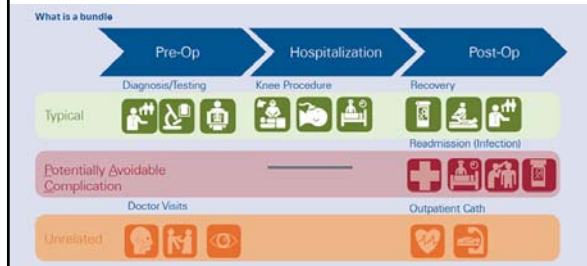 What is a bundle
Pre-Op
Hospitalization
Post-Op
Diagnosis/Testing
Knee Procedure
Recovery
Typical
Readmission (Infection)
Potentially Avoidable
Complication
Doctor Visits
Outpatient Cath
Unrelated